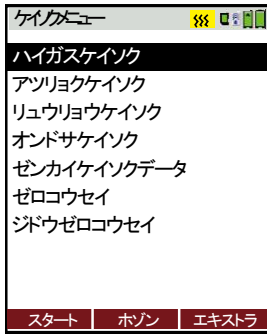 ケイソクメニュー
ハイガスケイソク
アツリョクケイソク
リュウリョウケイソク
オンドサケイソク
ゼンカイケイソクデータ
ゼロコウセイ
ジドウゼロコウセイ
スタート ホゾン エキストラ